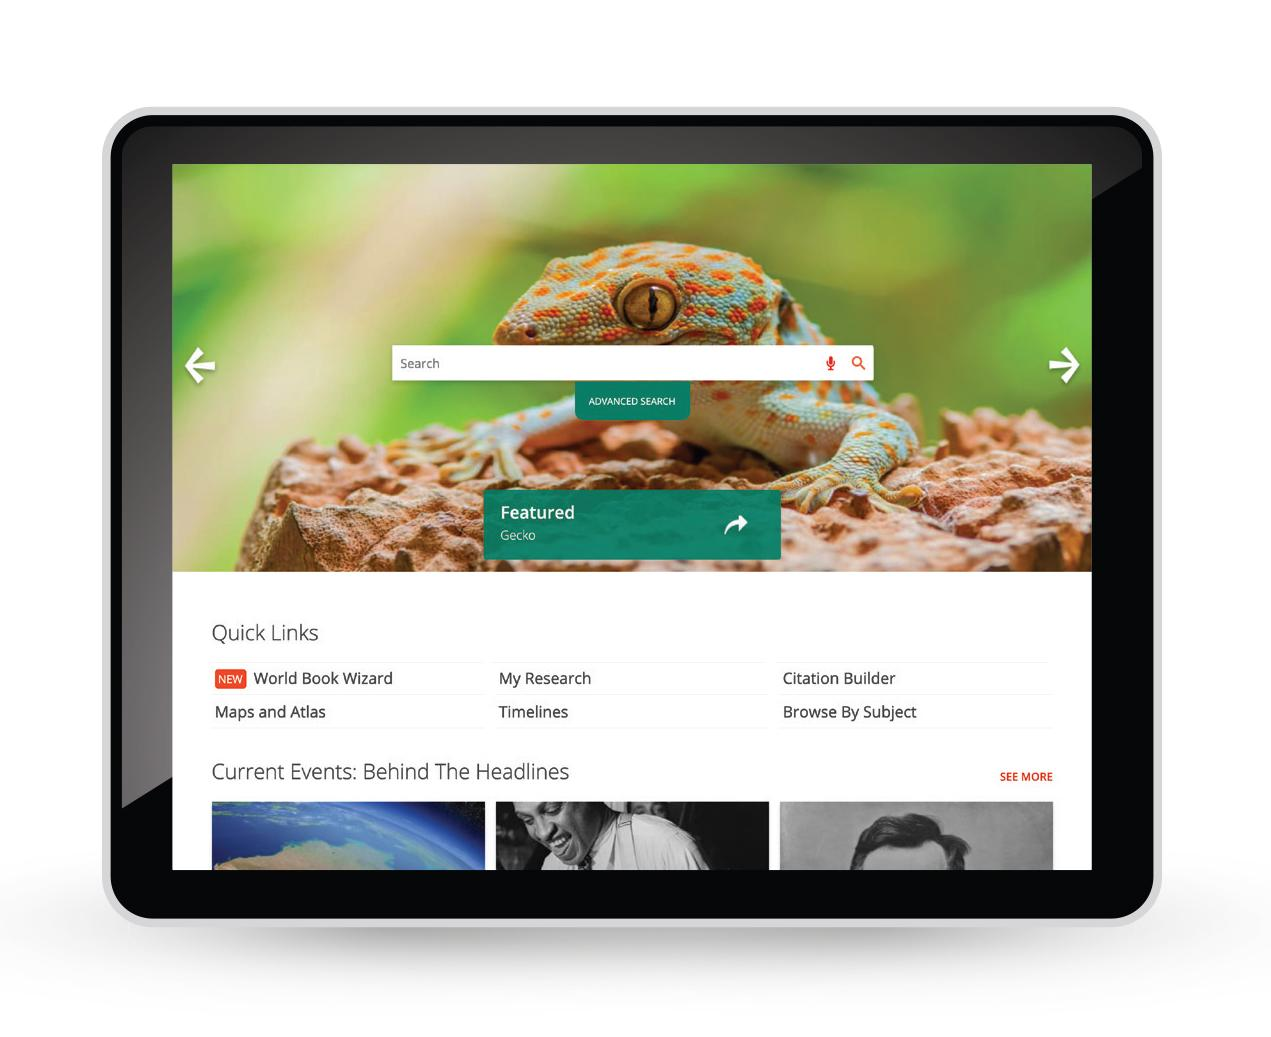 Search
ADVANCED SEARCH
Featured
Gecko
Quick Links
NEW World Book Wizard
My Research
Citation Builder
Maps and Atlas
Timelines
Browse By Subject
Current Events: Behind The Headlines
SEE MORE